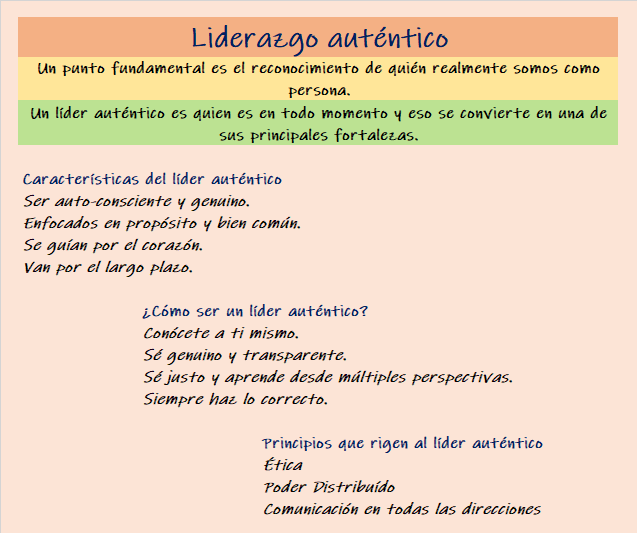 Liderazgo auténtico
Un punto fundamental es el reconocimiento de quién realmente somos como
persona.
Un líder auténtico es quien es en todo momento y eso se convierte en una de
sus principales fortalezas.
Características del líder auténtico
Ser auto-consciente y genuino.
Enfocados en propósito y bien común.
Se guían por el corazón.
Van por el largo plazo.
¿Cómo ser un líder auténtico?
Conócete a ti mismo.
Sé genuino y transparente.
Sé justo y aprende desde múltiples perspectivas.
Siempre haz lo correcto.
Principios que rigen al líder auténtico
Ética
Poder Distribuído
Comunicación en todas las direcciones